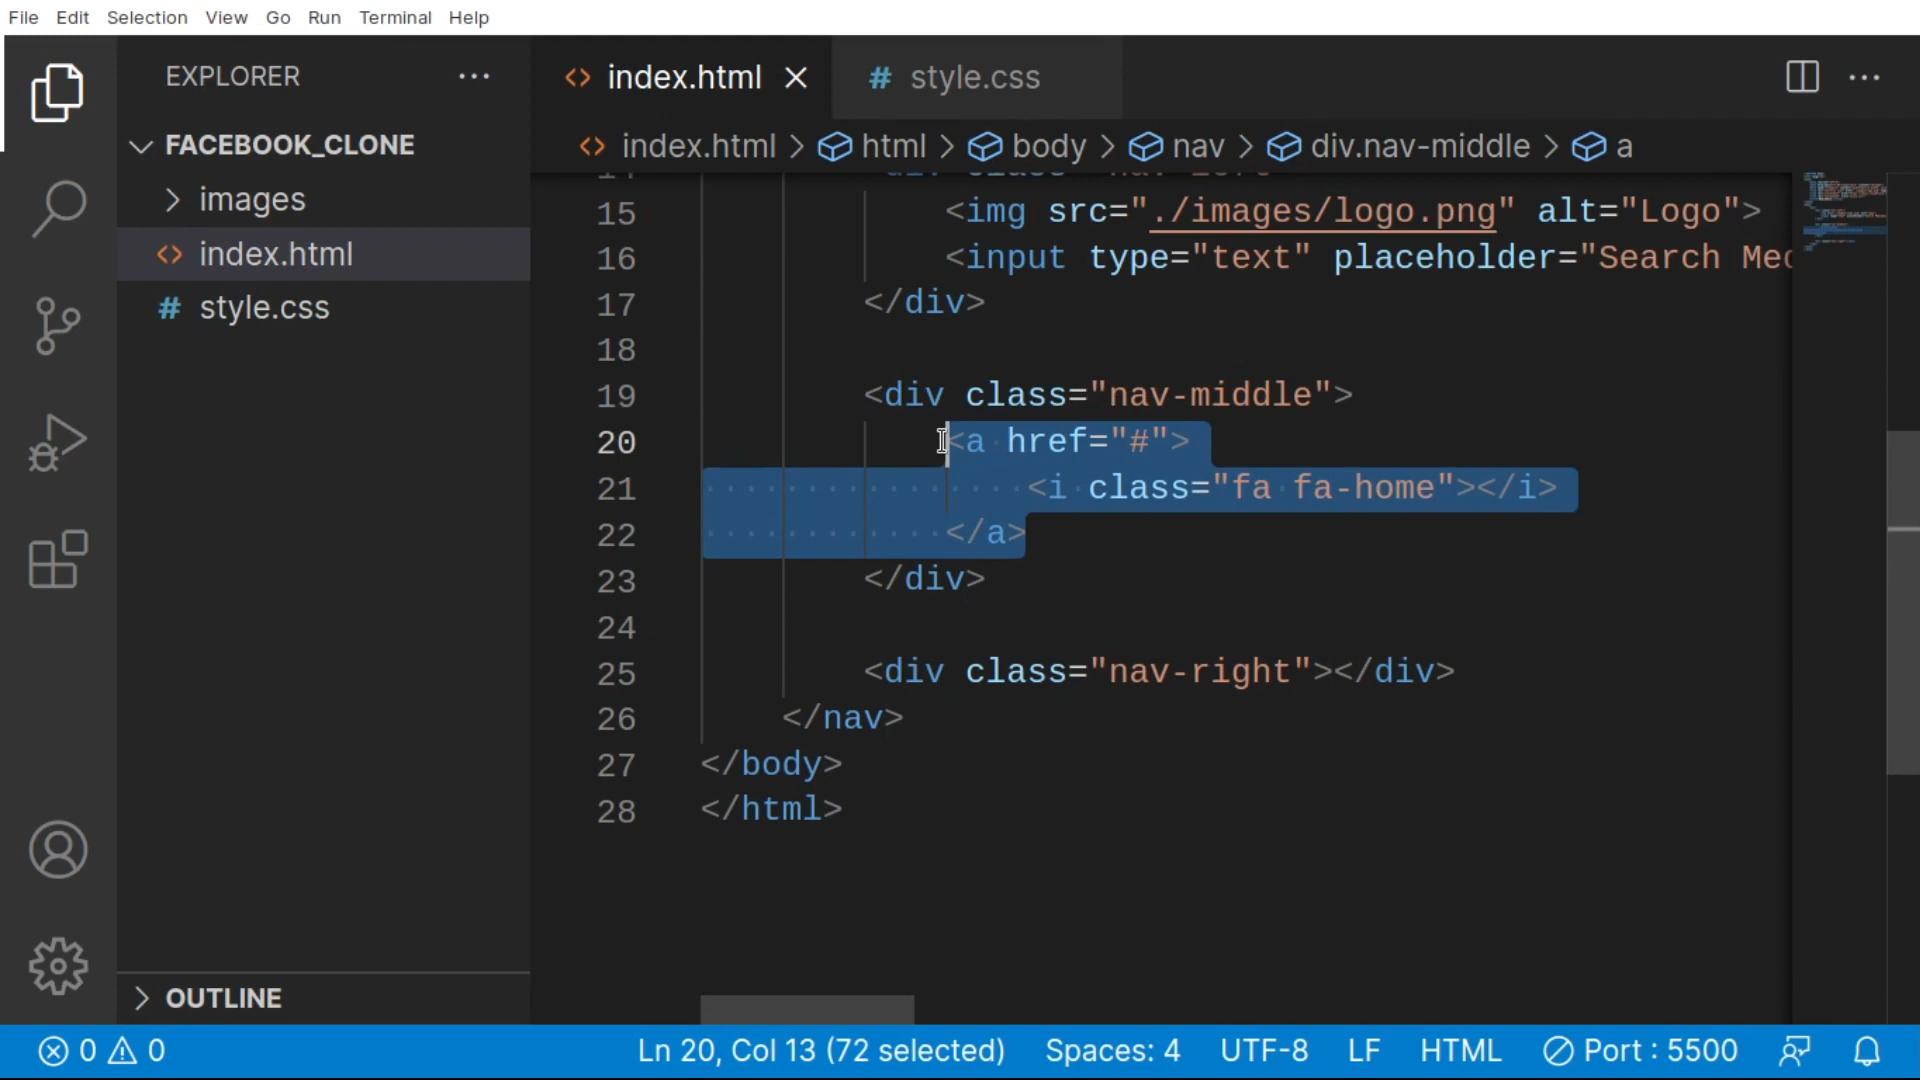 File Edit Selection View Go Run Terminal Help
EXPLORER
index.html
# style.css
FACEBOOK_CLONE
index.html > html > body > nav > div.nav-middle > a
images
index.html
# style.css
15 <img src="./images/logo.png" alt="Logo">
16 <input type="text" placeholder="Search
17 </div>
18
19 <div class="nav-middle">
20 <a href="#">
21 <i class="fa fa-home"></i>
22 </a>
23 </div>
24
25 <div class="nav-right"></div>
26 </nav>
27 </body>
28 </html>
OUTLINE
0 0 Ln 20, Col 13 (72 selected) Spaces: 4 UTF-8 LF HTML Port : 5500